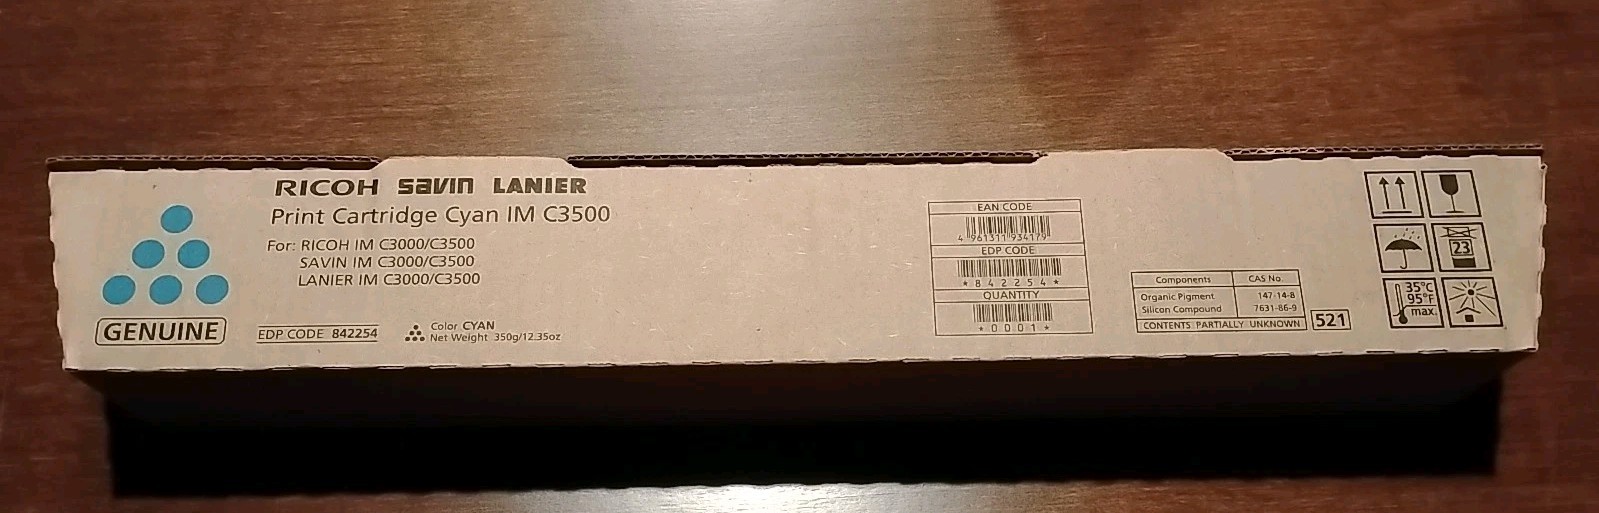 RICOH savin LANIER
Print Cartridge Cyan IM C3500
For: RICOH IM C3000/C3500
SAVIN IM C3000/C3500
LANIER IM C3000/C3500
GENUINE
EDP CODE 842254
Color CYAN
Net Weight 350g/12.35oz
EAN CODE
4 961311 934179
EDP CODE
*842254*
QUANTITY
*0001*
Components CAS No.
Organic Pigment 147-14-8
Silicon Compound 7631-86-9
CONTENTS PARTIALLY UNKNOWN
521
23
35°C
95°F
max.